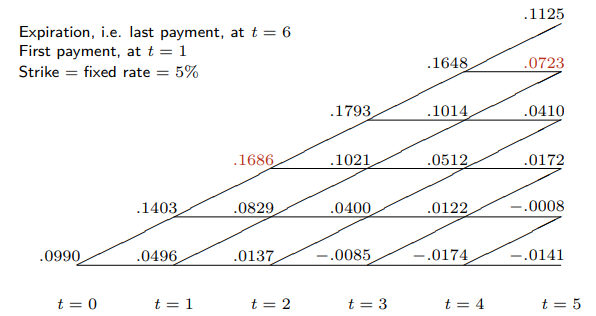 Expiration, i.e. last payment, at t = 6
First payment, at t = 1
Strike = fixed rate = 5%
.1125
.1648 .0723
.1793 .1014 .0410
.1686 .1021 .0512 .0172
.1403 .0829 .0400 .0122 −.0008
.0990 .0496 .0137 −.0085 −.0174 −.0141
t = 0 t = 1 t = 2 t = 3 t = 4 t = 5